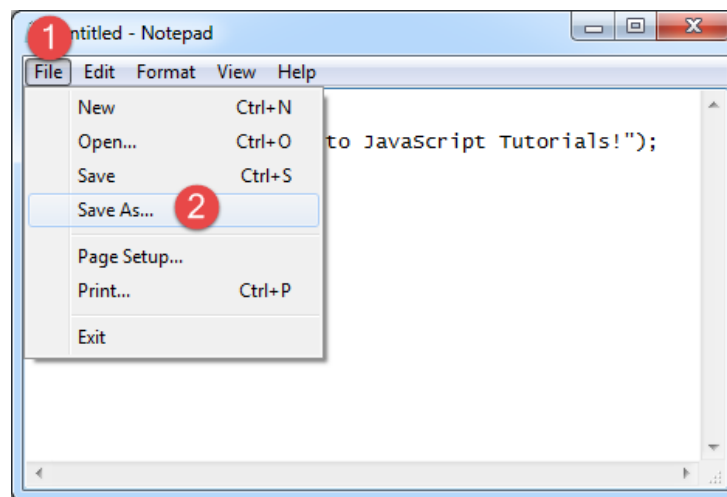 1
ntitled - Notepad
File Edit Format View Help
New Ctrl+N
Open... Ctrl+O to JavaScript Tutorials!");
Save Ctrl+S
Save As... 2
Page Setup...
Print... Ctrl+P
Exit